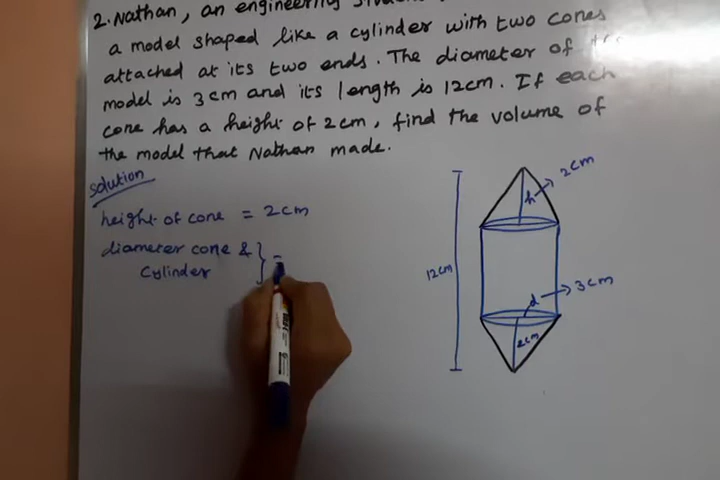 2. Nathan, an engineering
a model shaped like a cylinder with two cones
attached at its two ends. The diameter of
model is 3cm and its length is 12cm. If each
cone has a height of 2cm, find the volume of
the model that Nathan made.
solution
height of cone = 2cm
diameter cone &
cylinder } =
2cm
h
12cm
d
3cm
2cm